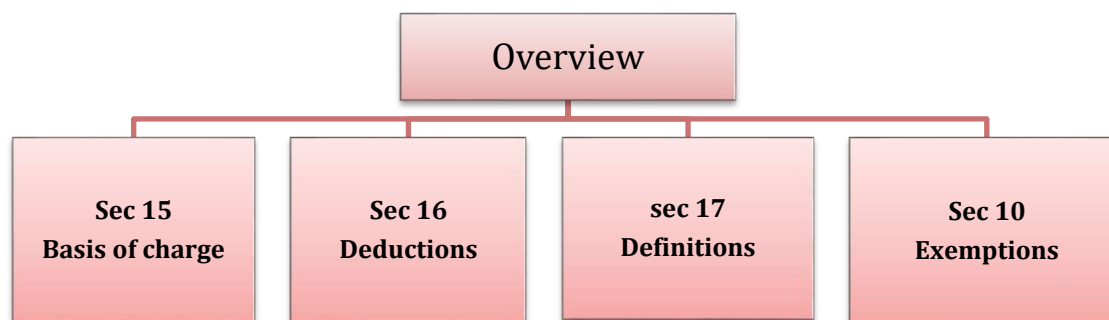 Overview
Sec 15
Basis of charge
Sec 16
Deductions
sec 17
Definitions
Sec 10
Exemptions